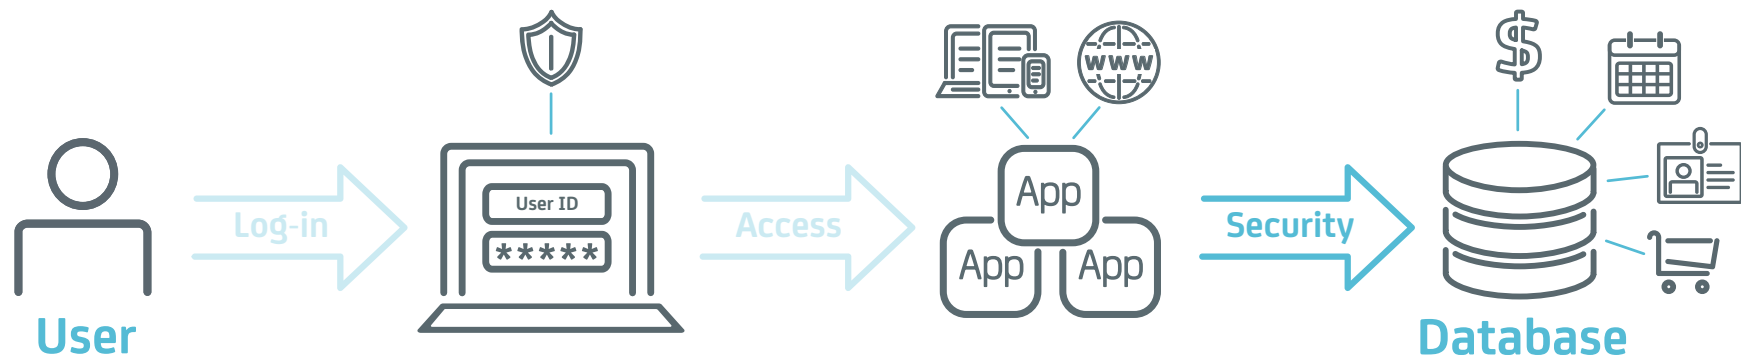 www
User ID
*****
Log-in
Access
Security
App
App
App
User
Database
$